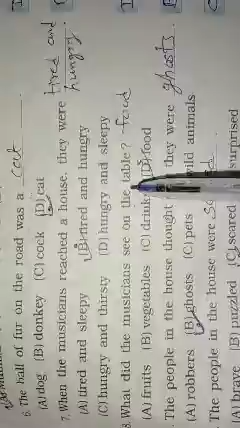 6. The ball of fur on the road was a cat
(A) dog (B) donkey (C) cock (D) cat
7. When the musicians reached a house, they were tired and hungry.
(A) tired and sleepy (B) tired and hungry
(C) hungry and thirsty (D) hungry and sleepy
8. What did the musicians see on the table? food
(A) fruits (B) vegetables (C) drinks (D) food
The people in the house thought they were ghosts.
(A) robbers (B) ghosts (C) pets wild animals
The people in the house were
(A) brave (B) puzzled (C) scared surprised